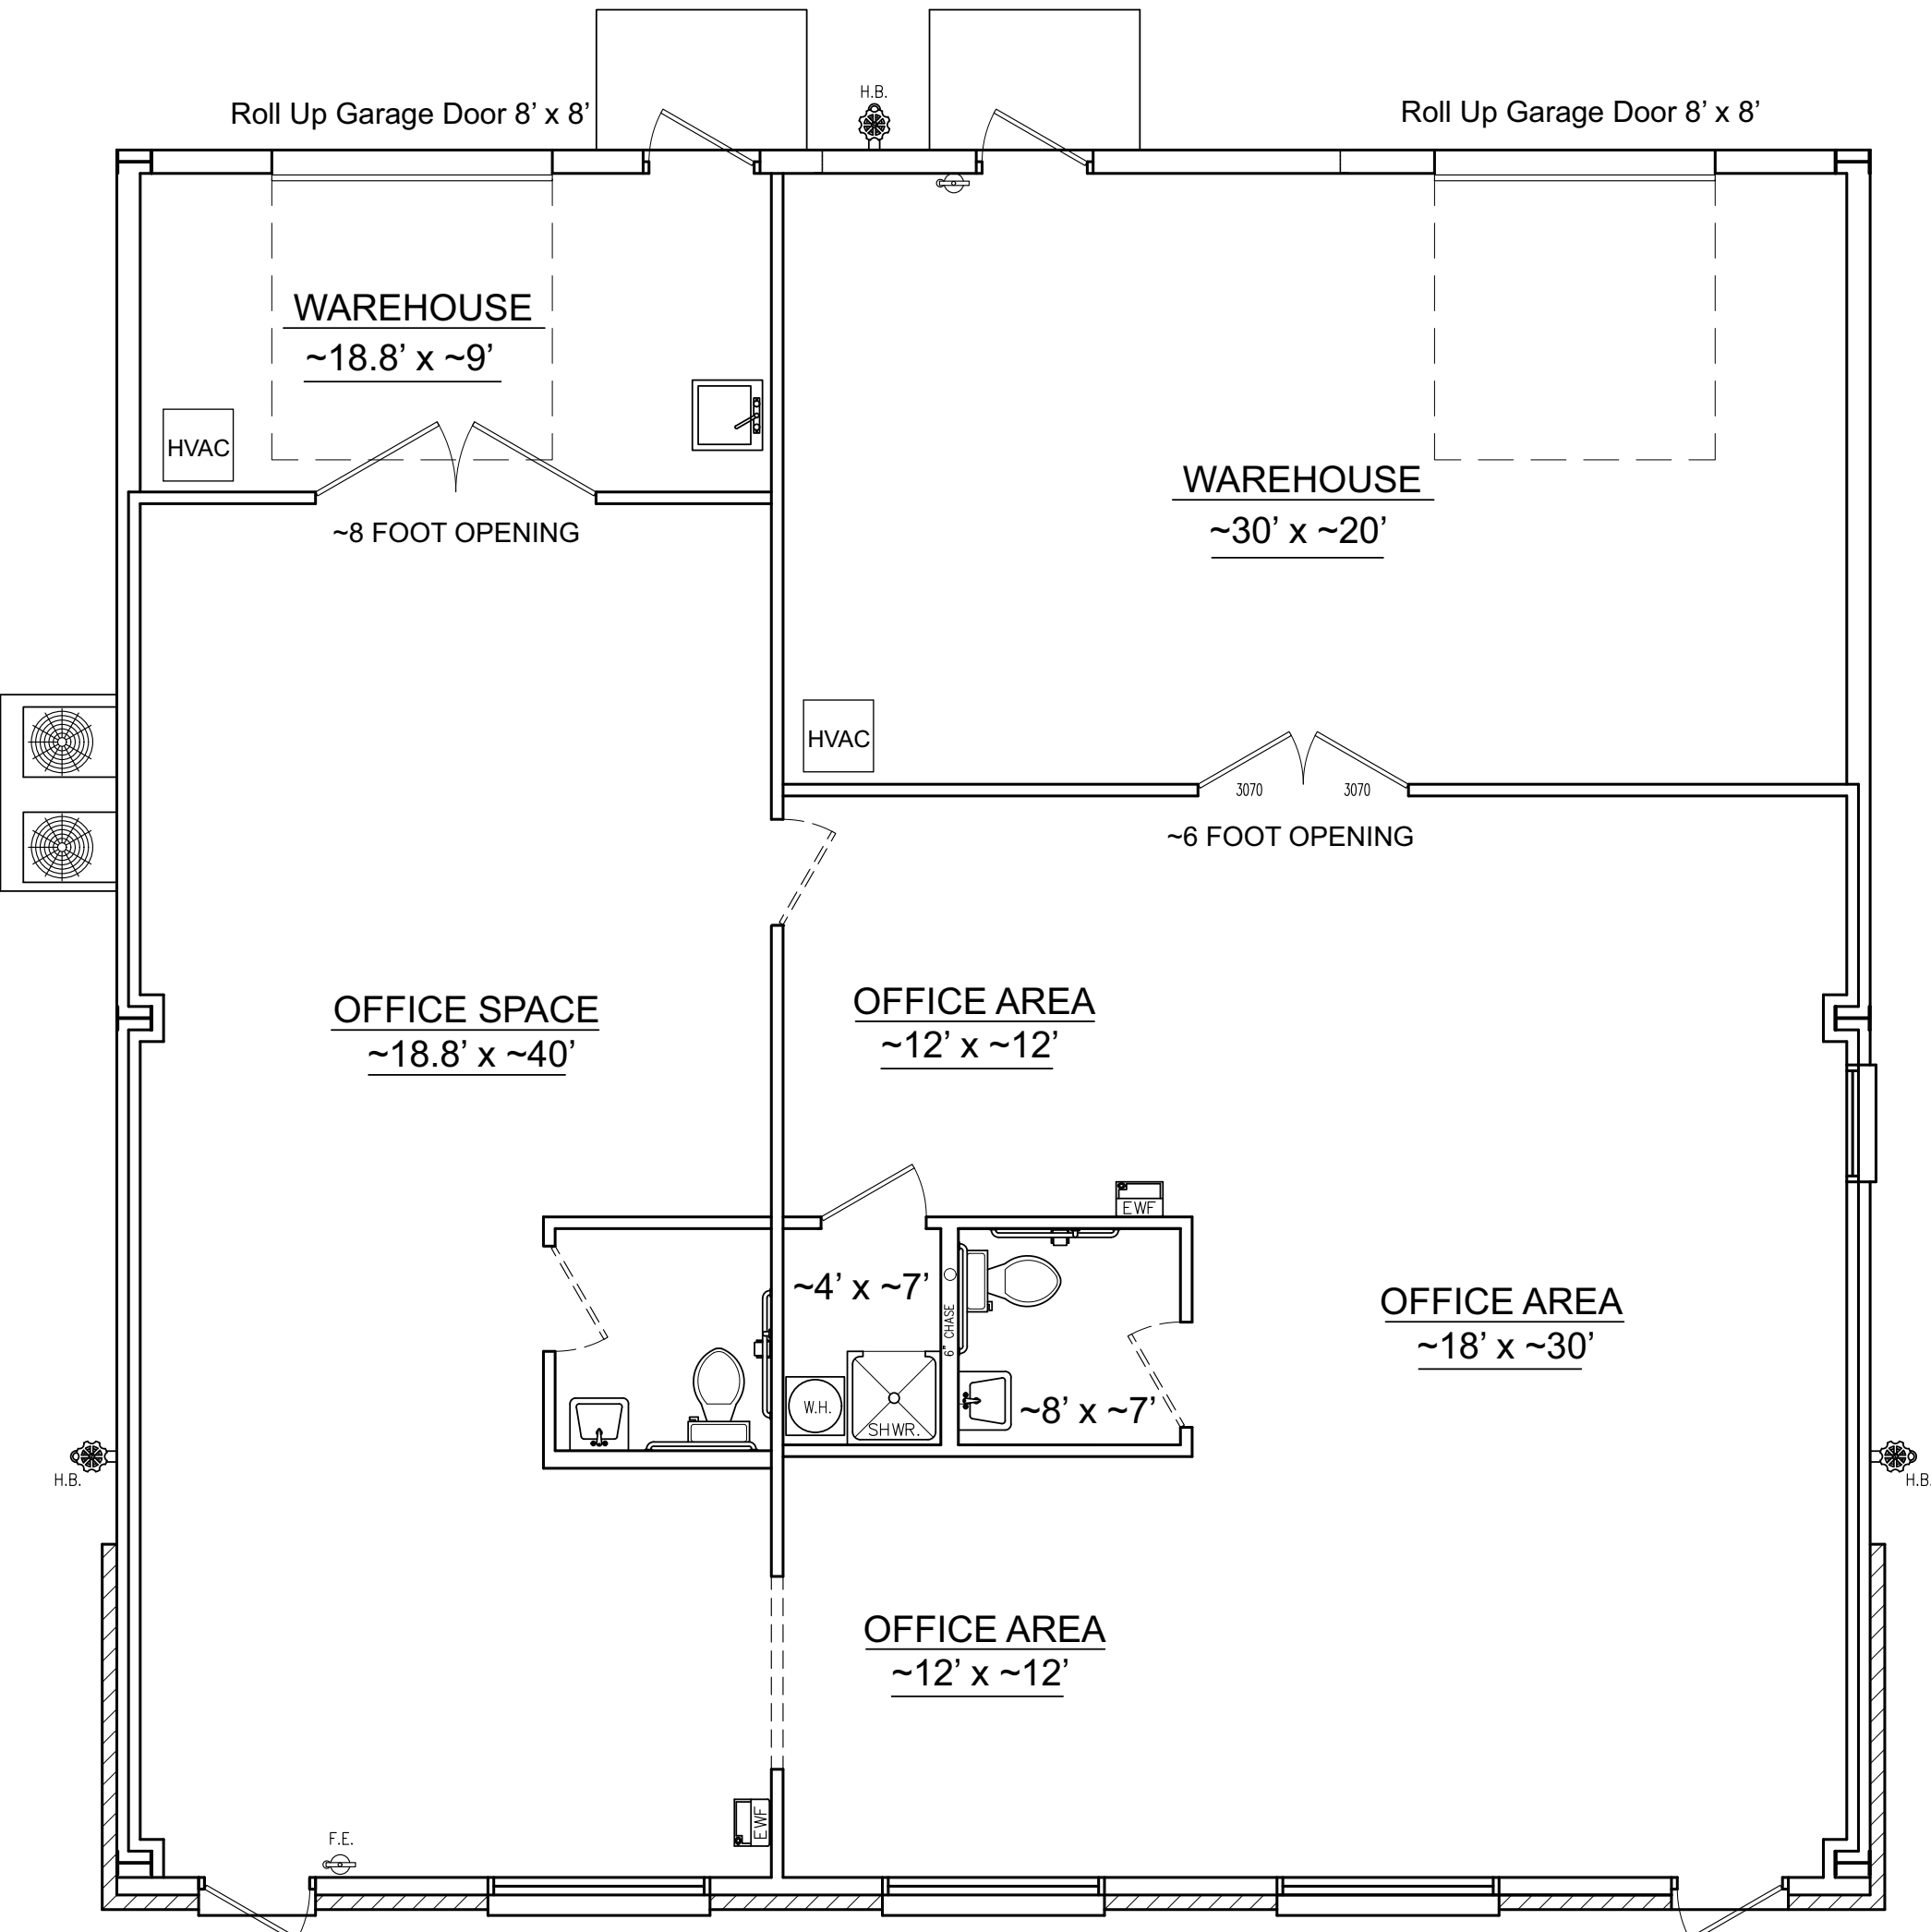 H.B.
Roll Up Garage Door 8’ x 8’
Roll Up Garage Door 8’ x 8’
WAREHOUSE
~18.8’ x ~9’
HVAC
~8 FOOT OPENING
WAREHOUSE
~30’ x ~20’
HVAC
3070
3070
~6 FOOT OPENING
OFFICE SPACE
~18.8’ x ~40’
OFFICE AREA
~12’ x ~12’
EWF
~4’ x ~7’
6" CHASE
W.H.
SHWR.
~8’ x ~7’
OFFICE AREA
~18’ x ~30’
H.B.
H.B.
OFFICE AREA
~12’ x ~12’
EWF
F.E.